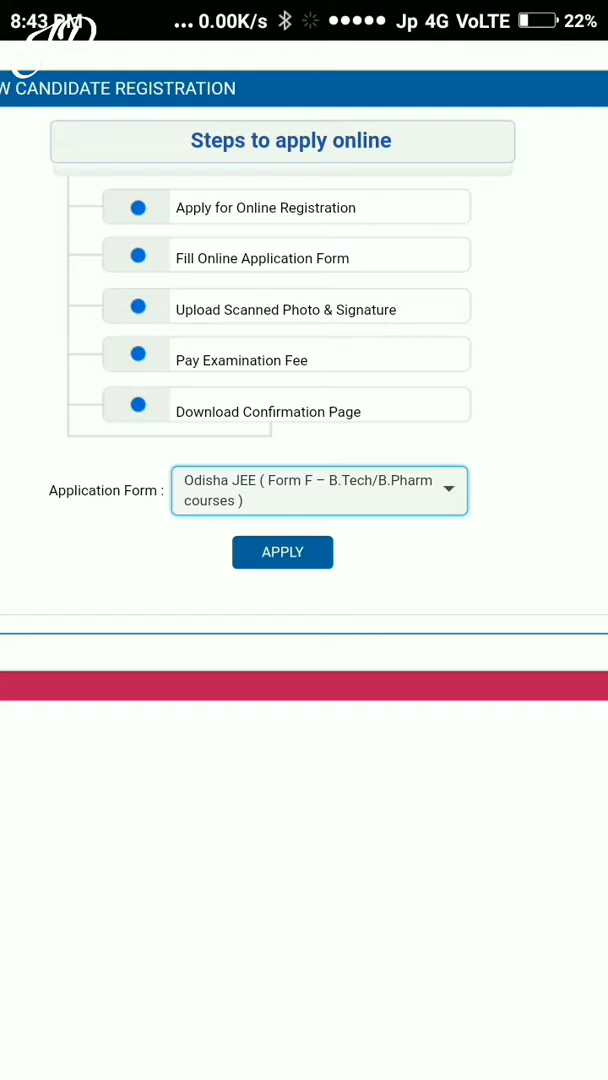 8:43 PM ... 0.00K/s Jp 4G VoLTE 22%
W CANDIDATE REGISTRATION
Steps to apply online
Apply for Online Registration
Fill Online Application Form
Upload Scanned Photo & Signature
Pay Examination Fee
Download Confirmation Page
Application Form : Odisha JEE ( Form F – B.Tech/B.Pharm
courses )
APPLY